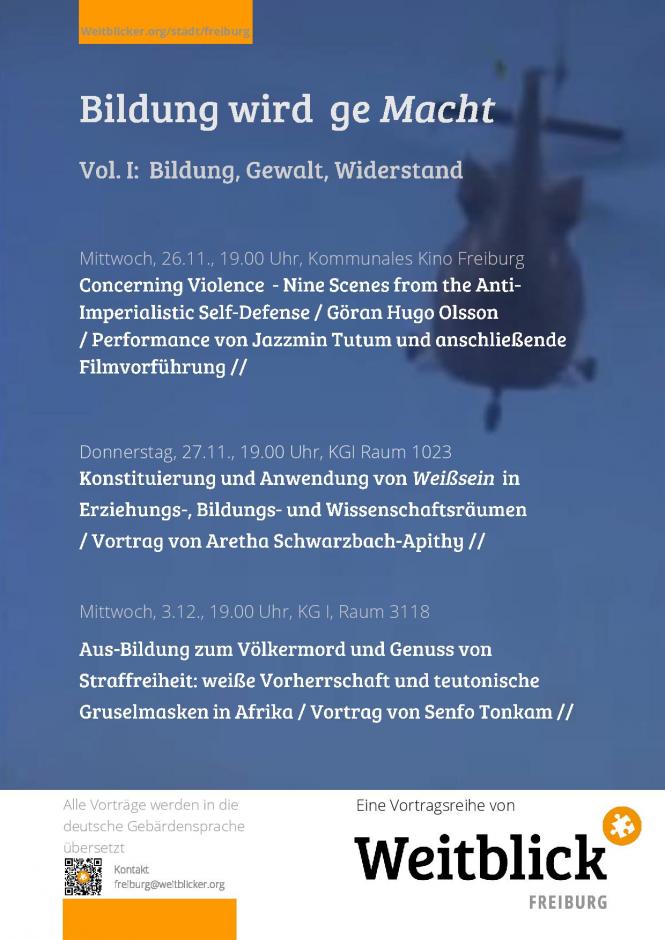 Weitblicker.org/stadt/freiburg
Bildung wird ge Macht
Vol. I: Bildung, Gewalt, Widerstand
Mittwoch, 26.11., 19.00 Uhr, Kommunales Kino Freiburg
Concerning Violence - Nine Scenes from the Anti-
Imperialistic Self-Defense / Göran Hugo Olsson
/ Performance von Jazzmin Tutum und anschließende
Filmvorführung //
Donnerstag, 27.11., 19.00 Uhr, KGI Raum 1023
Konstituierung und Anwendung von Weißsein in
Erziehungs-, Bildungs- und Wissenschaftsräumen
/ Vortrag von Aretha Schwarzbach-Apithy //
Mittwoch, 3.12., 19.00 Uhr, KG I, Raum 3118
Aus-Bildung zum Völkermord und Genuss von
Straffreiheit: weiße Vorherrschaft und teutonische
Gruselmasken in Afrika / Vortrag von Senfo Tonkam //
Alle Vorträge werden in die
deutsche Gebärdensprache
übersetzt
Kontakt
freiburg@weitblicker.org
Eine Vortragsreihe von
Weitblick
FREIBURG